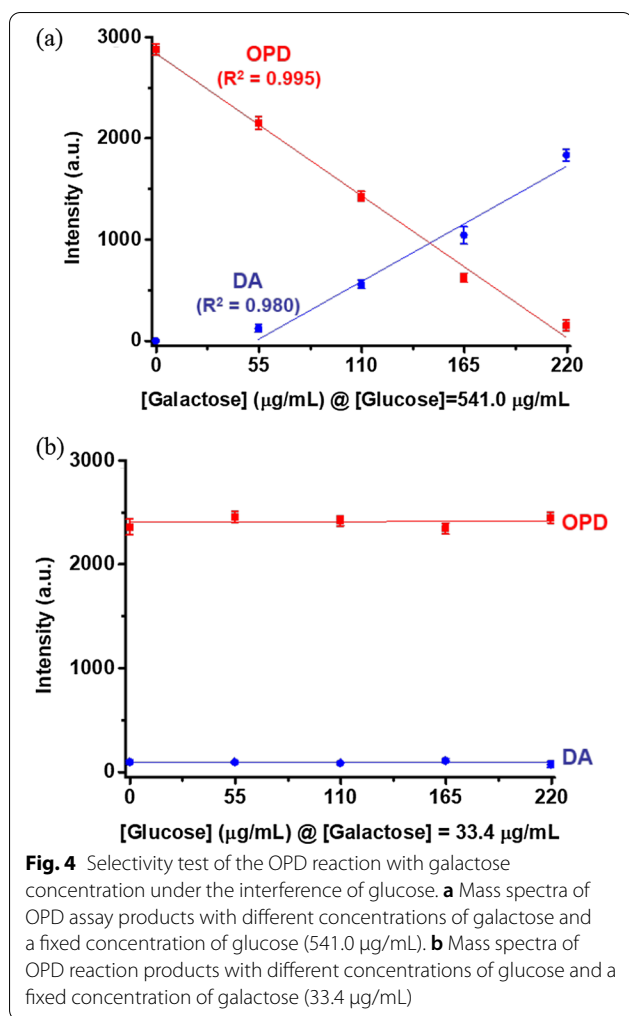 (a)
3000
2000
1000
0
Intensity (a.u.)
OPD
(R² = 0.995)
DA
(R² = 0.980)
0 55 110 165 220
[Galactose] (µg/mL) @ [Glucose]=541.0 µg/mL
(b)
3000
2000
1000
0
Intensity (a.u.)
OPD
DA
0 55 110 165 220
[Glucose] (µg/mL) @ [Galactose] = 33.4 µg/mL
Fig. 4 Selectivity test of the OPD reaction with galactose
concentration under the interference of glucose. a Mass spectra of
OPD assay products with different concentrations of galactose and
a fixed concentration of glucose (541.0 µg/mL). b Mass spectra of
OPD reaction products with different concentrations of glucose and a
fixed concentration of galactose (33.4 µg/mL)